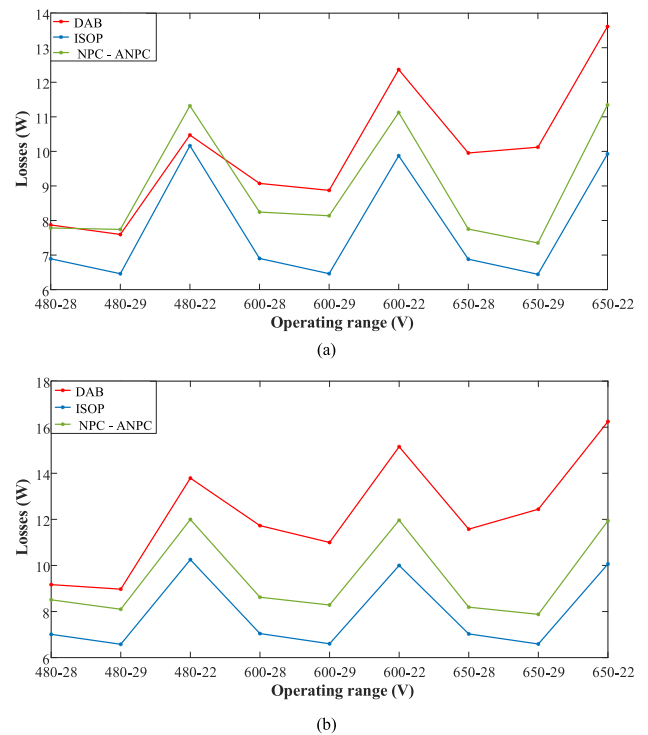 14
13
12
11
10
9
8
7
6
Losses (W)
DAB
ISOP
NPC - ANPC
480-28 480-29 480-22 600-28 600-29 600-22 650-28 650-29 650-22
Operating range (V)
(a)
18
16
14
12
10
8
6
Losses (W)
DAB
ISOP
NPC - ANPC
480-28 480-29 480-22 600-28 600-29 600-22 650-28 650-29 650-22
Operating range (V)
(b)